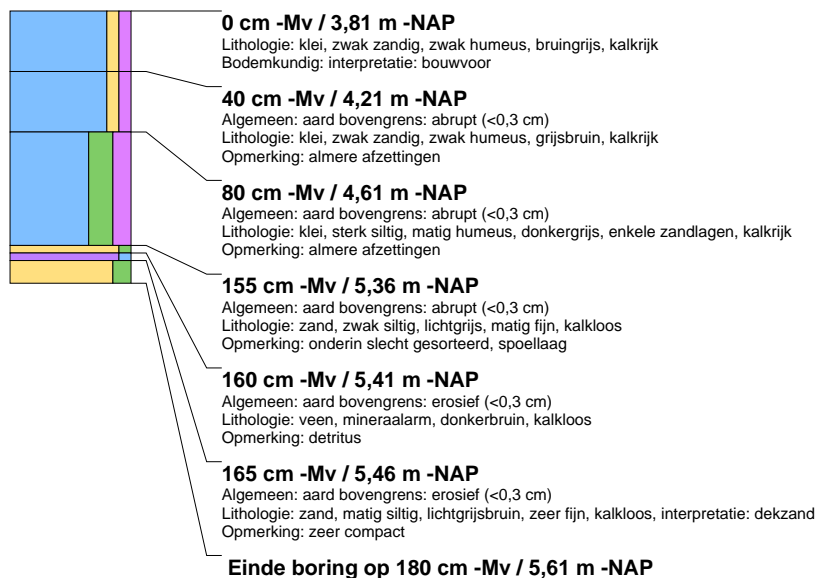 0 cm -Mv / 3,81 m -NAP
Lithologie: klei, zwak zandig, zwak humeus, bruingrijs, kalkrijk
Bodemkundig: interpretatie: bouwvoor
40 cm -Mv / 4,21 m -NAP
Algemeen: aard bovengrens: abrupt (<0,3 cm)
Lithologie: klei, zwak zandig, zwak humeus, grijsbruin, kalkrijk
Opmerking: almere afzettingen
80 cm -Mv / 4,61 m -NAP
Algemeen: aard bovengrens: abrupt (<0,3 cm)
Lithologie: klei, sterk siltig, matig humeus, donkergrijs, enkele zandlagen, kalkrijk
Opmerking: almere afzettingen
155 cm -Mv / 5,36 m -NAP
Algemeen: aard bovengrens: abrupt (<0,3 cm)
Lithologie: zand, zwak siltig, lichtgrijs, matig fijn, kalkloos
Opmerking: onderin slecht gesorteerd, spoellaag
160 cm -Mv / 5,41 m -NAP
Algemeen: aard bovengrens: erosief (<0,3 cm)
Lithologie: veen, mineraalarm, donkerbruin, kalkloos
Opmerking: detritus
165 cm -Mv / 5,46 m -NAP
Algemeen: aard bovengrens: erosief (<0,3 cm)
Lithologie: zand, matig siltig, lichtgrijsbruin, zeer fijn, kalkloos, interpretatie: dekzand
Opmerking: zeer compact
Einde boring op 180 cm -Mv / 5,61 m -NAP